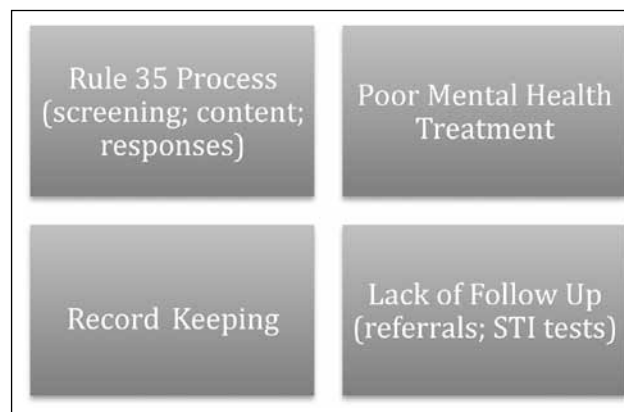 Rule 35 Process
(screening; content;
responses)
Poor Mental Health
Treatment
Record Keeping
Lack of Follow Up
(referrals; STI tests)